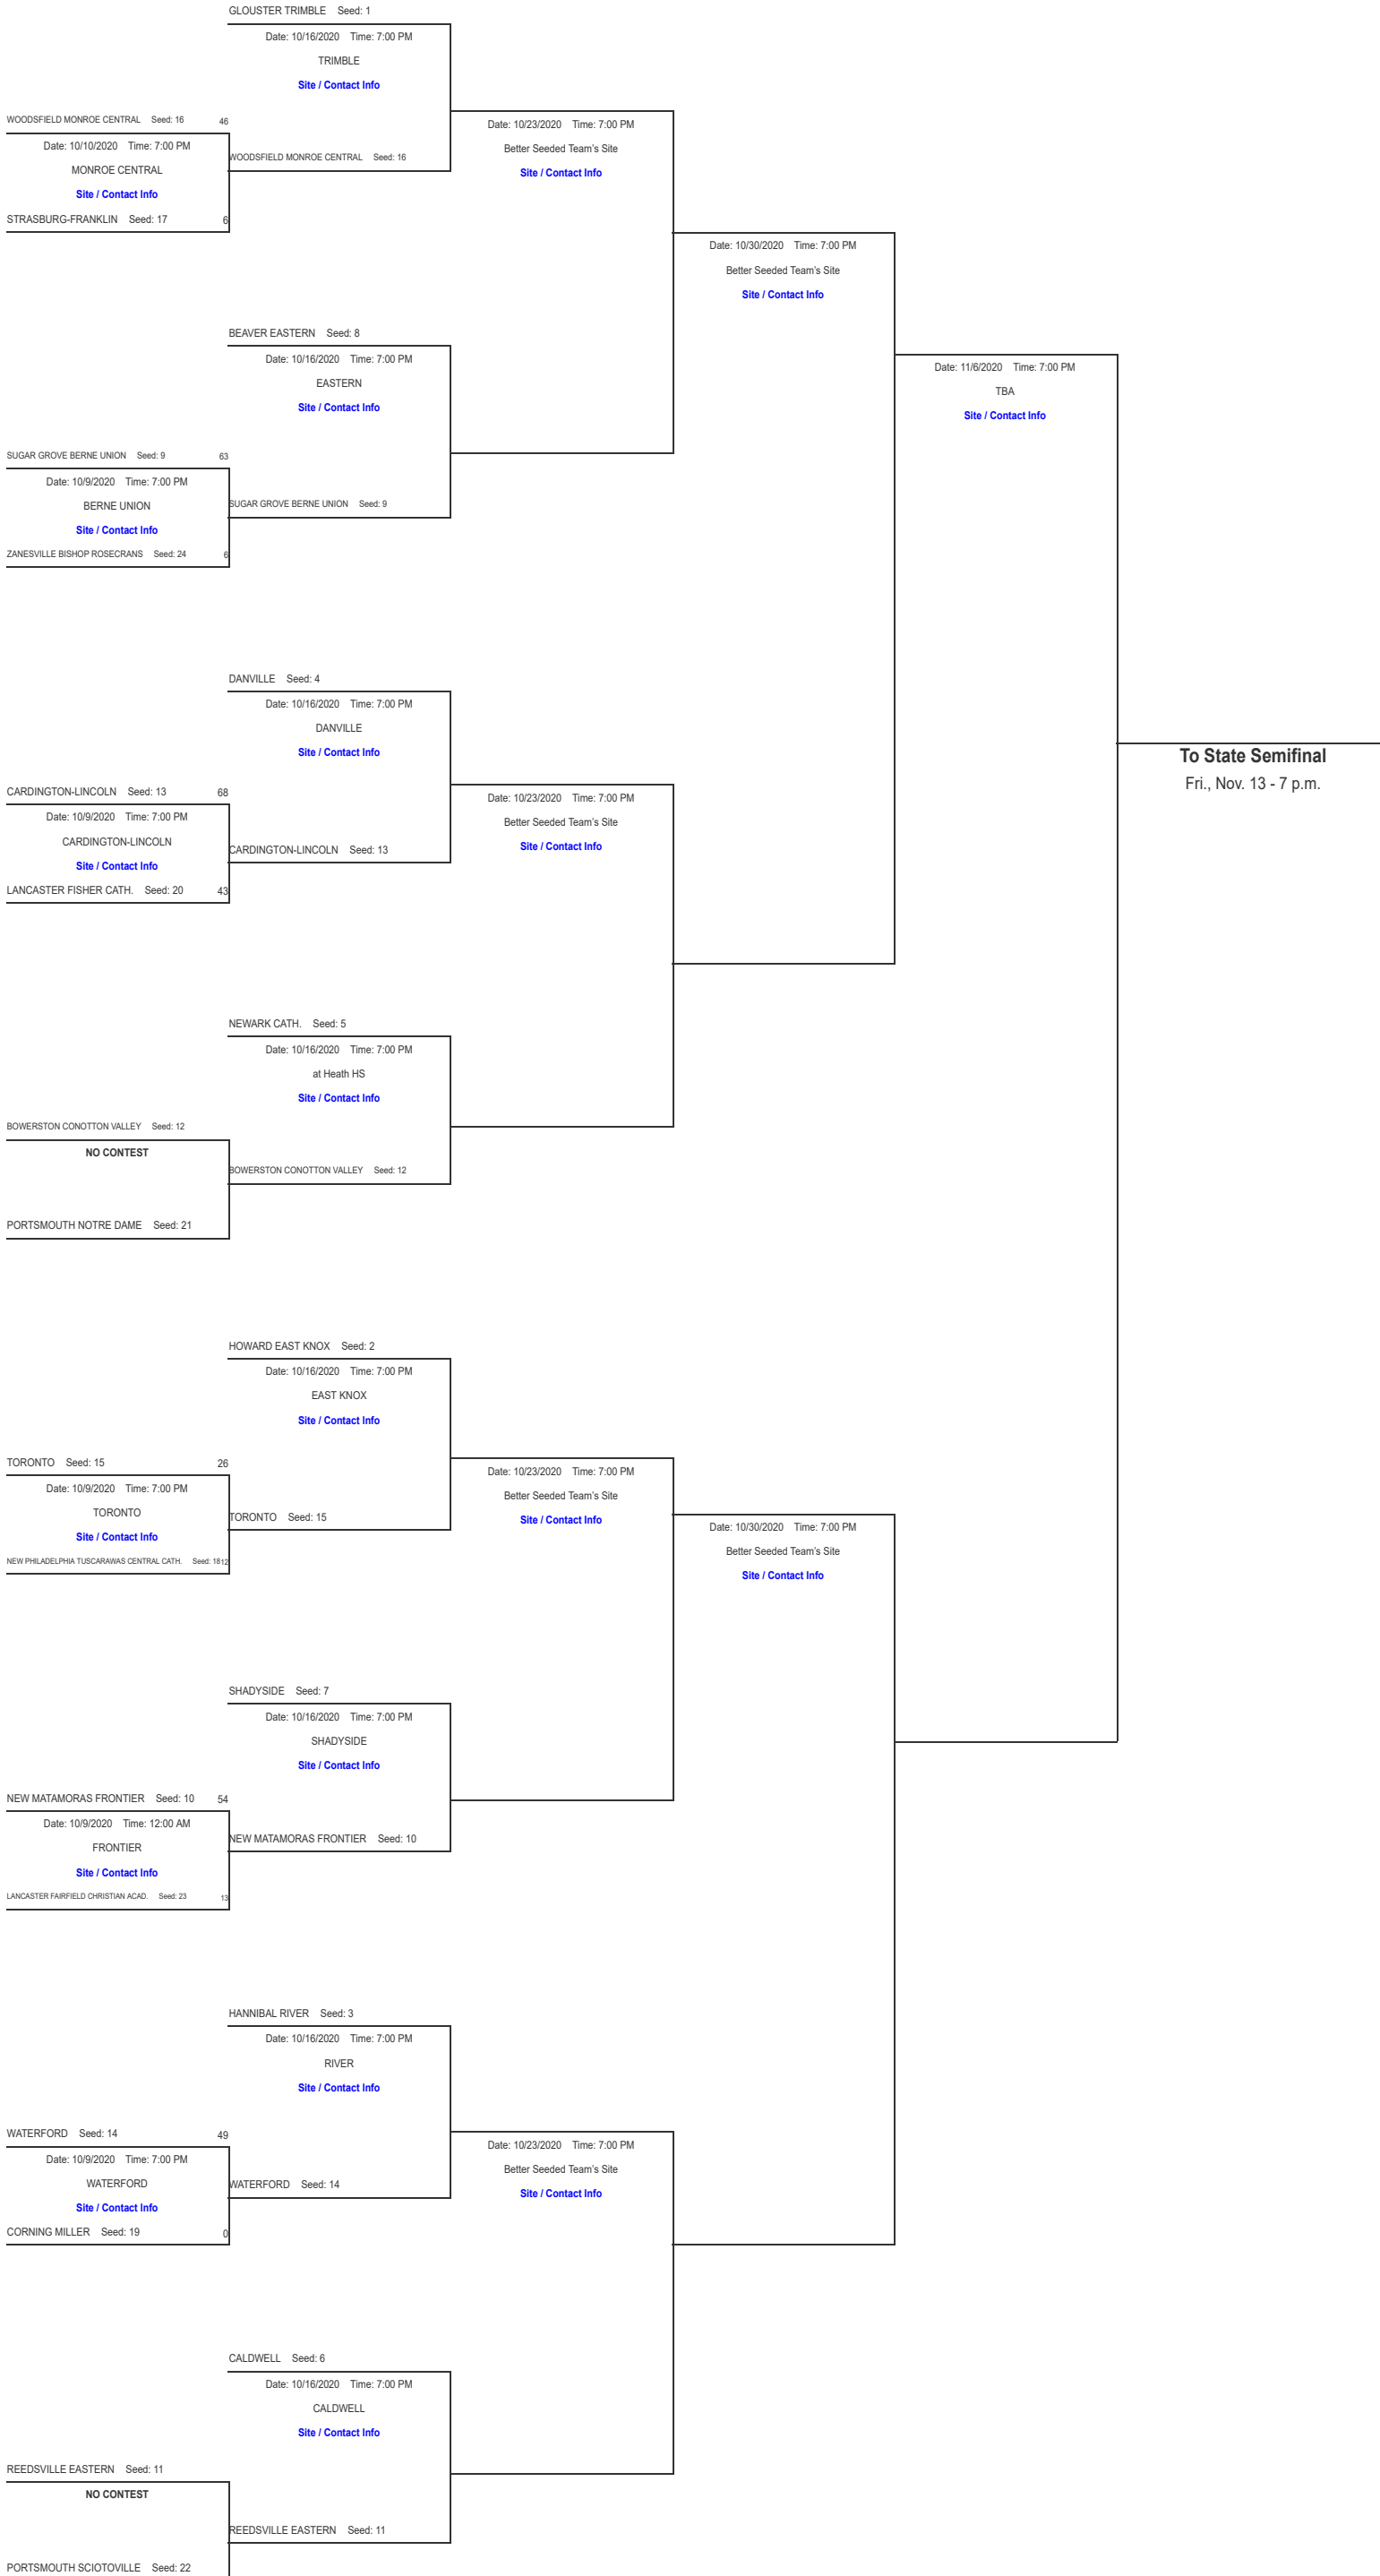 GLOUSTER TRIMBLE Seed: 1
Date: 10/16/2020 Time: 7:00 PM
TRIMBLE
Site / Contact Info
WOODSFIELD MONROE CENTRAL Seed: 16 46
Date: 10/10/2020 Time: 7:00 PM
MONROE CENTRAL
Site / Contact Info
STRASBURG-FRANKLIN Seed: 17 6
WOODSFIELD MONROE CENTRAL Seed: 16
Date: 10/23/2020 Time: 7:00 PM
Better Seeded Team's Site
Site / Contact Info
Date: 10/30/2020 Time: 7:00 PM
Better Seeded Team's Site
Site / Contact Info
BEAVER EASTERN Seed: 8
Date: 10/16/2020 Time: 7:00 PM
EASTERN
Site / Contact Info
Date: 11/6/2020 Time: 7:00 PM
TBA
Site / Contact Info
SUGAR GROVE BERNE UNION Seed: 9 63
Date: 10/9/2020 Time: 7:00 PM
BERNE UNION
Site / Contact Info
ZANESVILLE BISHOP ROSECRANS Seed: 24 6
SUGAR GROVE BERNE UNION Seed: 9
DANVILLE Seed: 4
Date: 10/16/2020 Time: 7:00 PM
DANVILLE
Site / Contact Info
To State Semifinal
Fri., Nov. 13 - 7 p.m.
CARDINGTON-LINCOLN Seed: 13 68
Date: 10/9/2020 Time: 7:00 PM
CARDINGTON-LINCOLN
Site / Contact Info
LANCASTER FISHER CATH. Seed: 20 43
CARDINGTON-LINCOLN Seed: 13
Date: 10/23/2020 Time: 7:00 PM
Better Seeded Team's Site
Site / Contact Info
NEWARK CATH. Seed: 5
Date: 10/16/2020 Time: 7:00 PM
at Heath HS
Site / Contact Info
BOWERSTON CONOTTON VALLEY Seed: 12
NO CONTEST
PORTSMOUTH NOTRE DAME Seed: 21
BOWERSTON CONOTTON VALLEY Seed: 12
HOWARD EAST KNOX Seed: 2
Date: 10/16/2020 Time: 7:00 PM
EAST KNOX
Site / Contact Info
TORONTO Seed: 15 26
Date: 10/9/2020 Time: 7:00 PM
TORONTO
Site / Contact Info
NEW PHILADELPHIA TUSCARAWAS CENTRAL CATH. Seed: 18 12
TORONTO Seed: 15
Date: 10/23/2020 Time: 7:00 PM
Better Seeded Team's Site
Site / Contact Info
Date: 10/30/2020 Time: 7:00 PM
Better Seeded Team's Site
Site / Contact Info
SHADYSIDE Seed: 7
Date: 10/16/2020 Time: 7:00 PM
SHADYSIDE
Site / Contact Info
NEW MATAMORAS FRONTIER Seed: 10 54
Date: 10/9/2020 Time: 12:00 AM
FRONTIER
Site / Contact Info
LANCASTER FAIRFIELD CHRISTIAN ACAD. Seed: 23 13
NEW MATAMORAS FRONTIER Seed: 10
HANNIBAL RIVER Seed: 3
Date: 10/16/2020 Time: 7:00 PM
RIVER
Site / Contact Info
WATERFORD Seed: 14 49
Date: 10/9/2020 Time: 7:00 PM
WATERFORD
Site / Contact Info
CORNING MILLER Seed: 19 0
WATERFORD Seed: 14
Date: 10/23/2020 Time: 7:00 PM
Better Seeded Team's Site
Site / Contact Info
CALDWELL Seed: 6
Date: 10/16/2020 Time: 7:00 PM
CALDWELL
Site / Contact Info
REEDSVILLE EASTERN Seed: 11
NO CONTEST
PORTSMOUTH SCIOTOVILLE Seed: 22
REEDSVILLE EASTERN Seed: 11